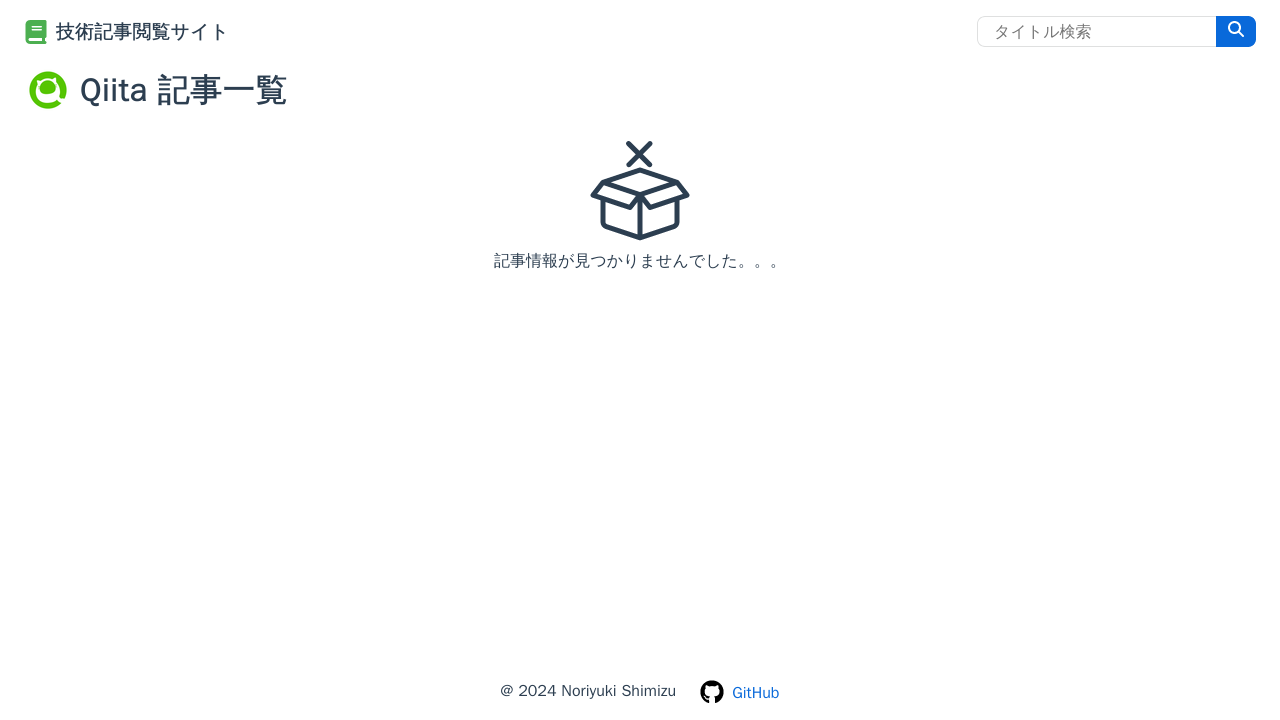 技術記事閲覧サイト
タイトル検索
Qiita 記事一覧
記事情報が見つかりませんでした。。。
@ 2024 Noriyuki Shimizu
GitHub